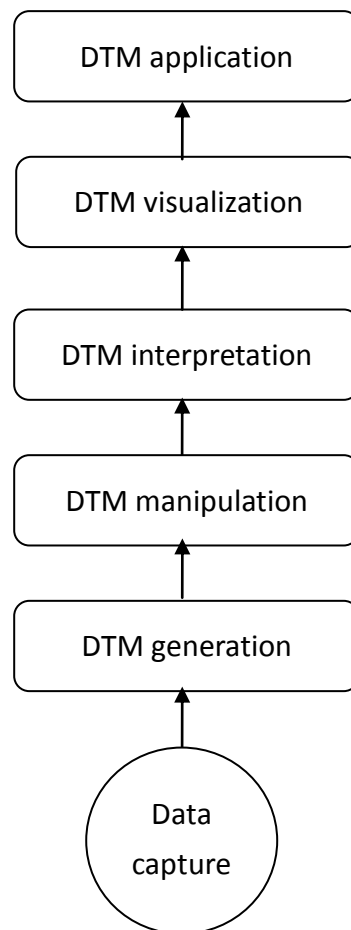 DTM application
DTM visualization
DTM interpretation
DTM manipulation
DTM generation
Data
capture